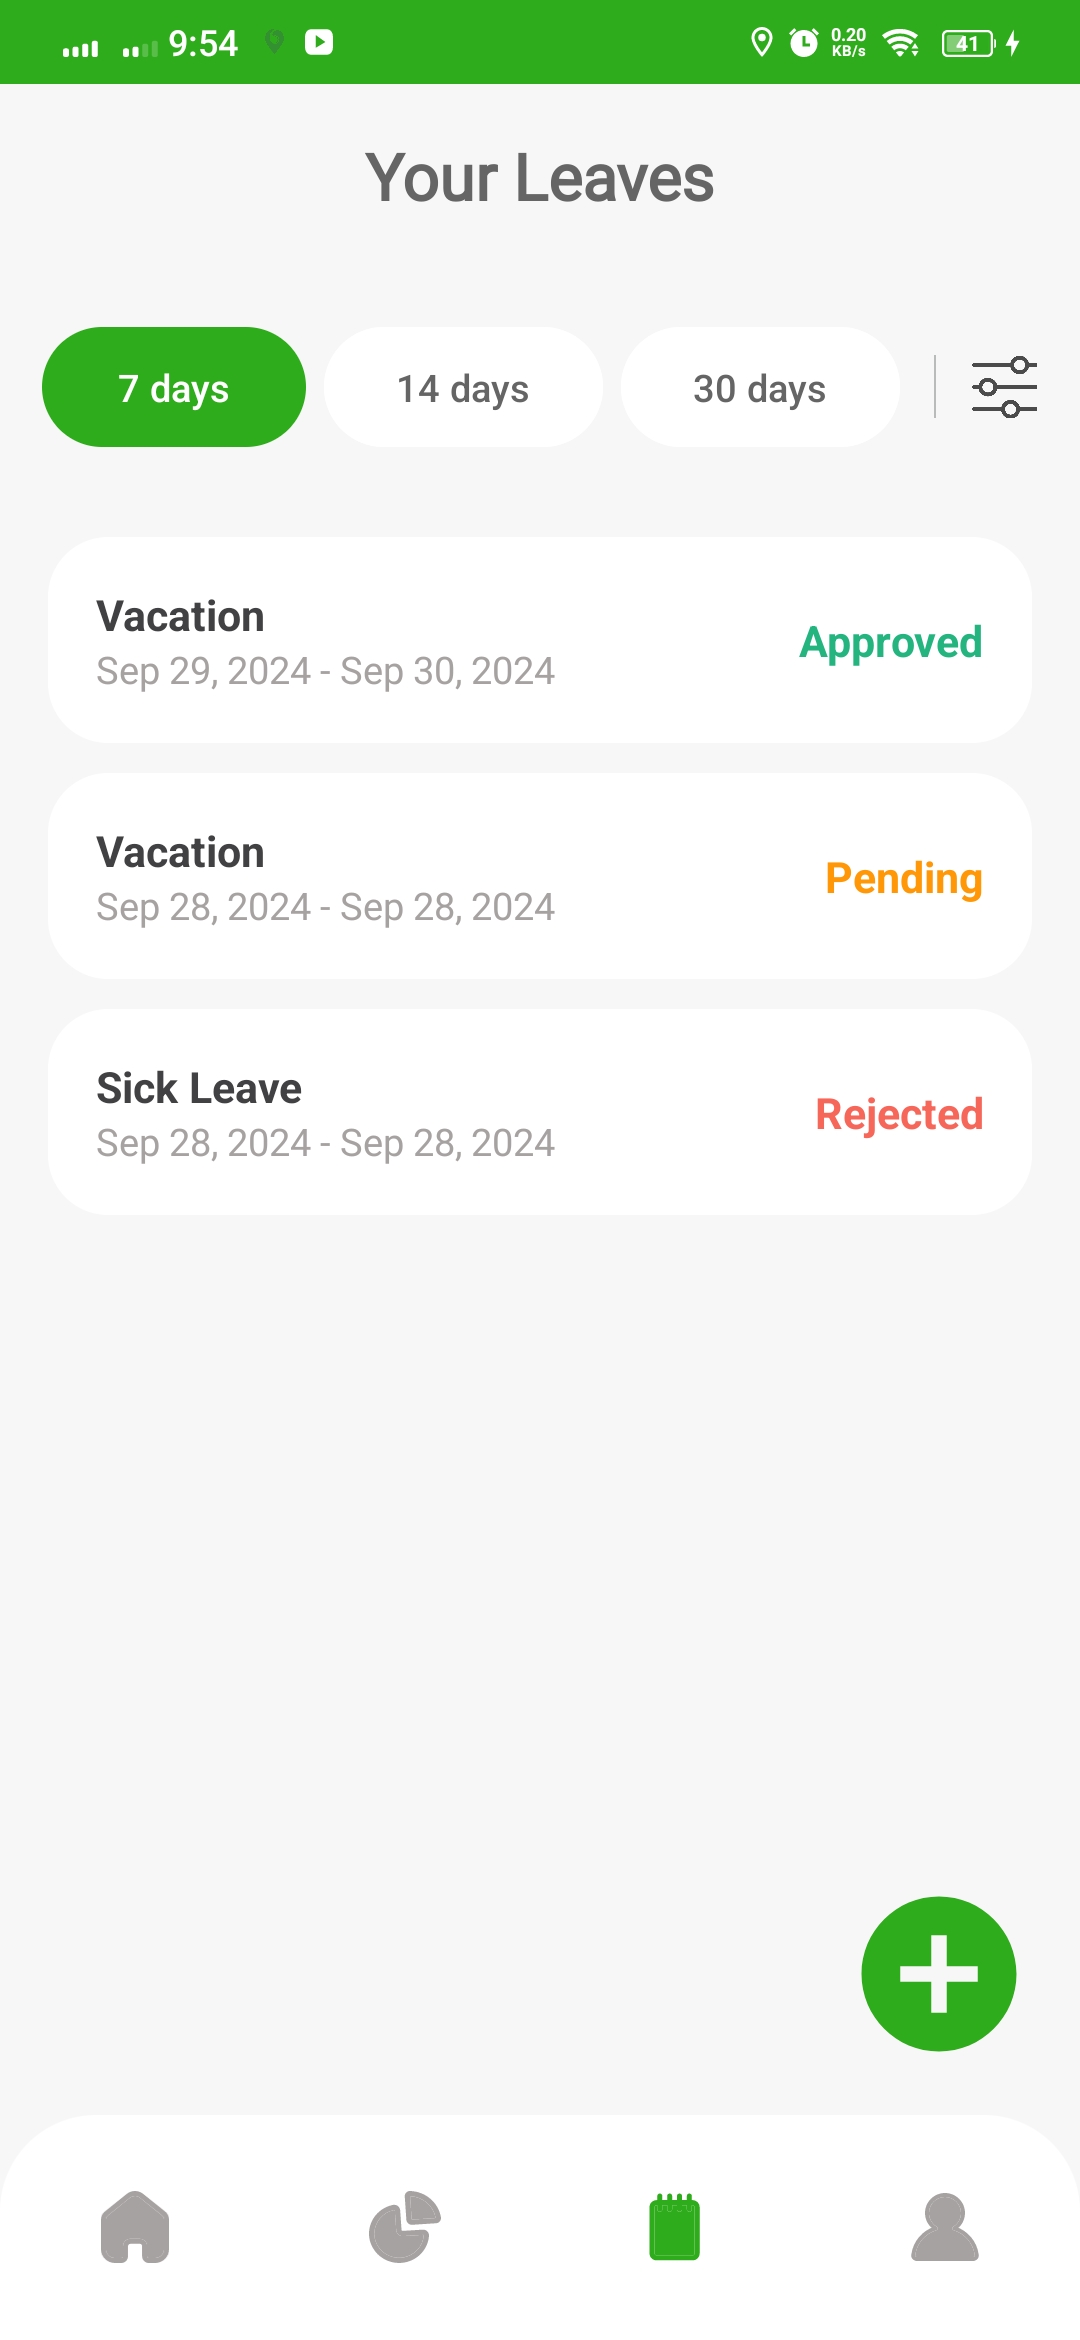 9:54
0.20
KB/s
41
Your Leaves
7 days
14 days
30 days
Vacation
Sep 29, 2024 - Sep 30, 2024
Approved
Vacation
Sep 28, 2024 - Sep 28, 2024
Pending
Sick Leave
Sep 28, 2024 - Sep 28, 2024
Rejected